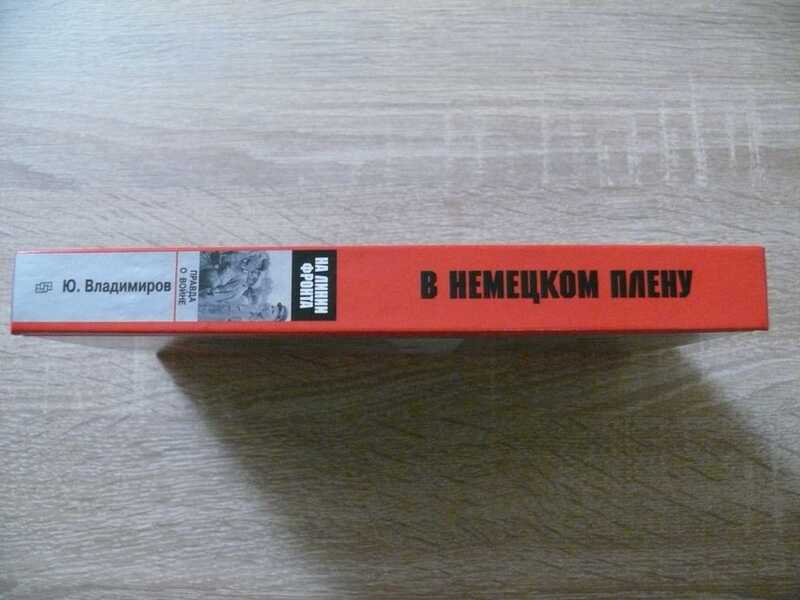 Ю. Владимиров
ПРАВДА
О ВОЙНЕ
НА ЛИНИИ
ФРОНТА
В НЕМЕЦКОМ ПЛЕНУ